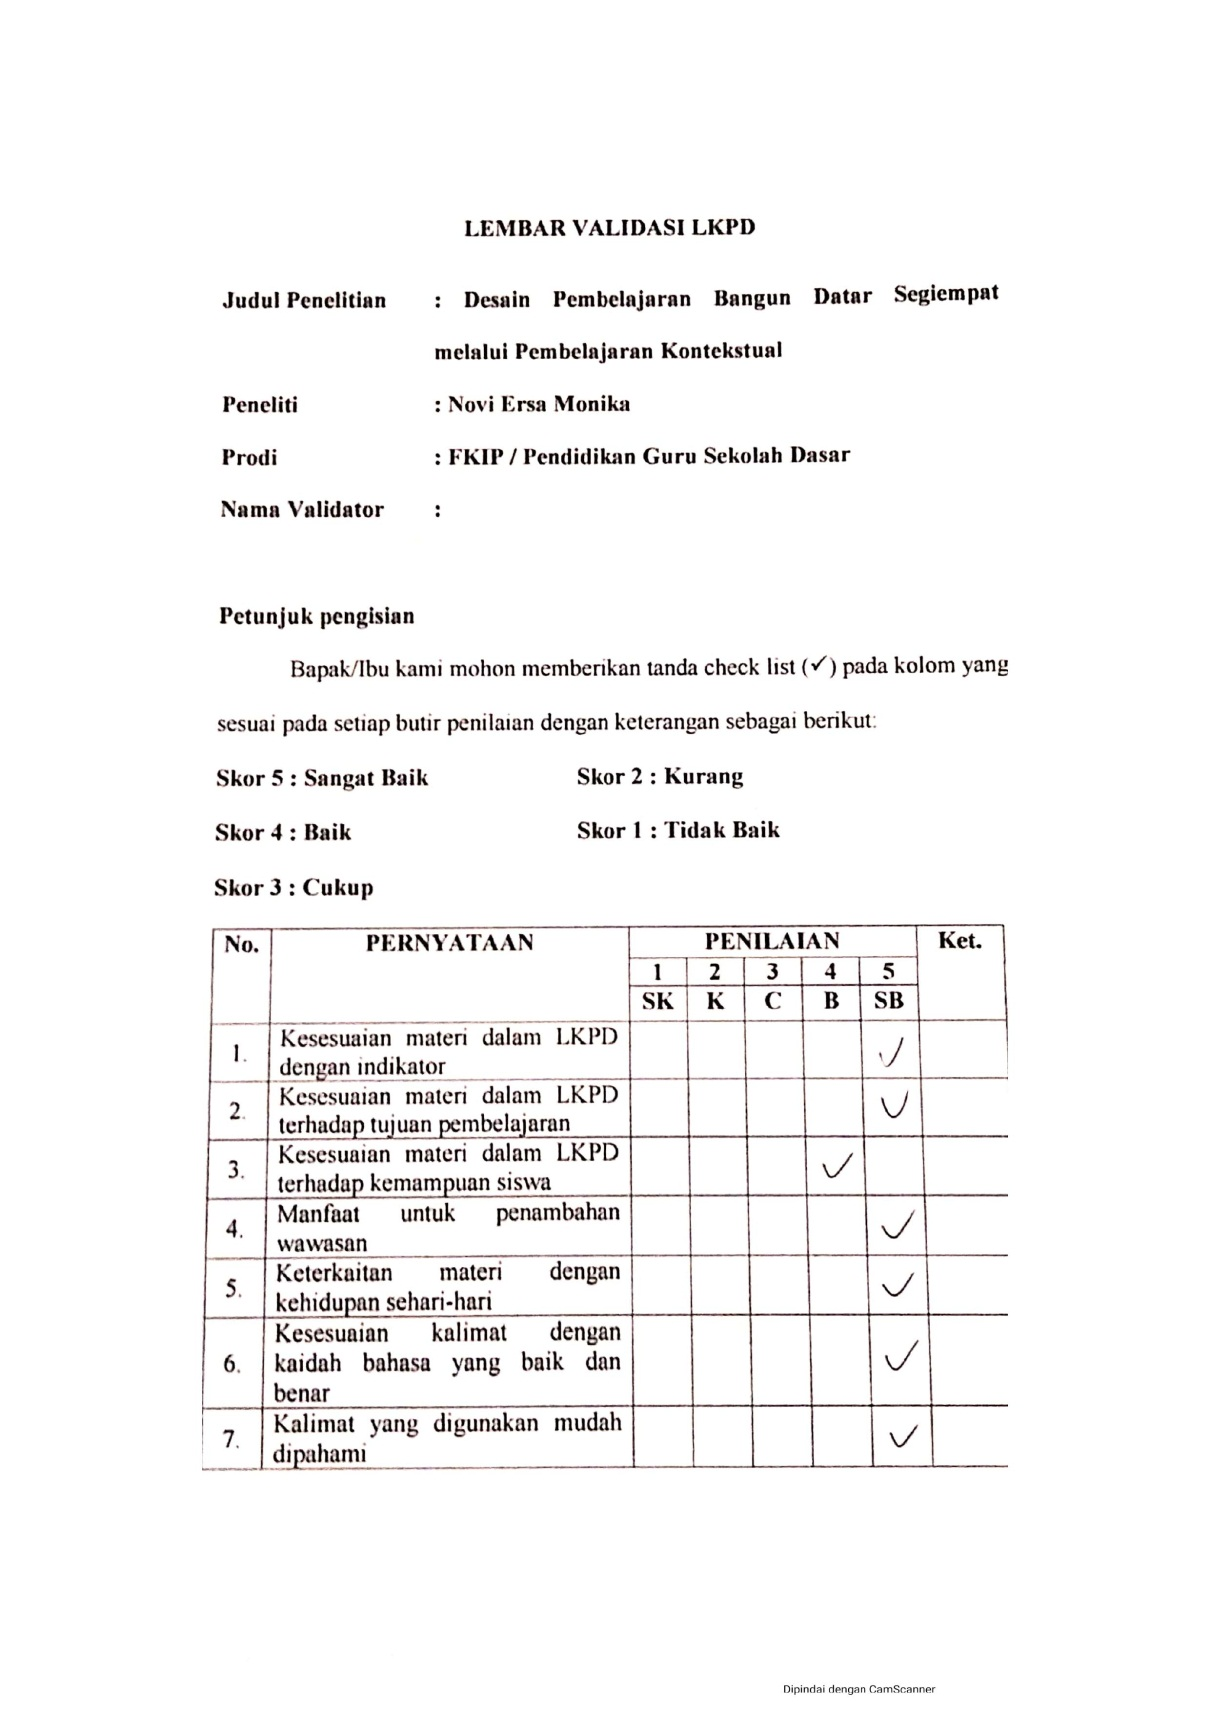 LEMBAR VALIDASI LKPD
Judul Penelitian : Desain Pembelajaran Bangun Datar Segiempat
melalui Pembelajaran Kontekstual
Peneliti : Novi Ersa Monika
Prodi : FKIP / Pendidikan Guru Sekolah Dasar
Nama Validator :
Petunjuk pengisian
Bapak/Ibu kami mohon memberikan tanda check list (✓) pada kolom yang
sesuai pada setiap butir penilaian dengan keterangan sebagai berikut:
Skor 5 : Sangat Baik Skor 2 : Kurang
Skor 4 : Baik Skor 1 : Tidak Baik
Skor 3 : Cukup
No. PERNYATAAN PENILAIAN Ket.
1 2 3 4 5
SK K C B SB
1. Kesesuaian materi dalam LKPD
dengan indikator ✓
2. Kesesuaian materi dalam LKPD
terhadap tujuan pembelajaran ✓
3. Kesesuaian materi dalam LKPD
terhadap kemampuan siswa ✓
4. Manfaat untuk penambahan
wawasan ✓
5. Keterkaitan materi dengan
kehidupan sehari-hari ✓
Kesesuaian kalimat dengan
6. kaidah bahasa yang baik dan ✓
benar
7. Kalimat yang digunakan mudah
dipahami ✓
Dipindai dengan CamScanner